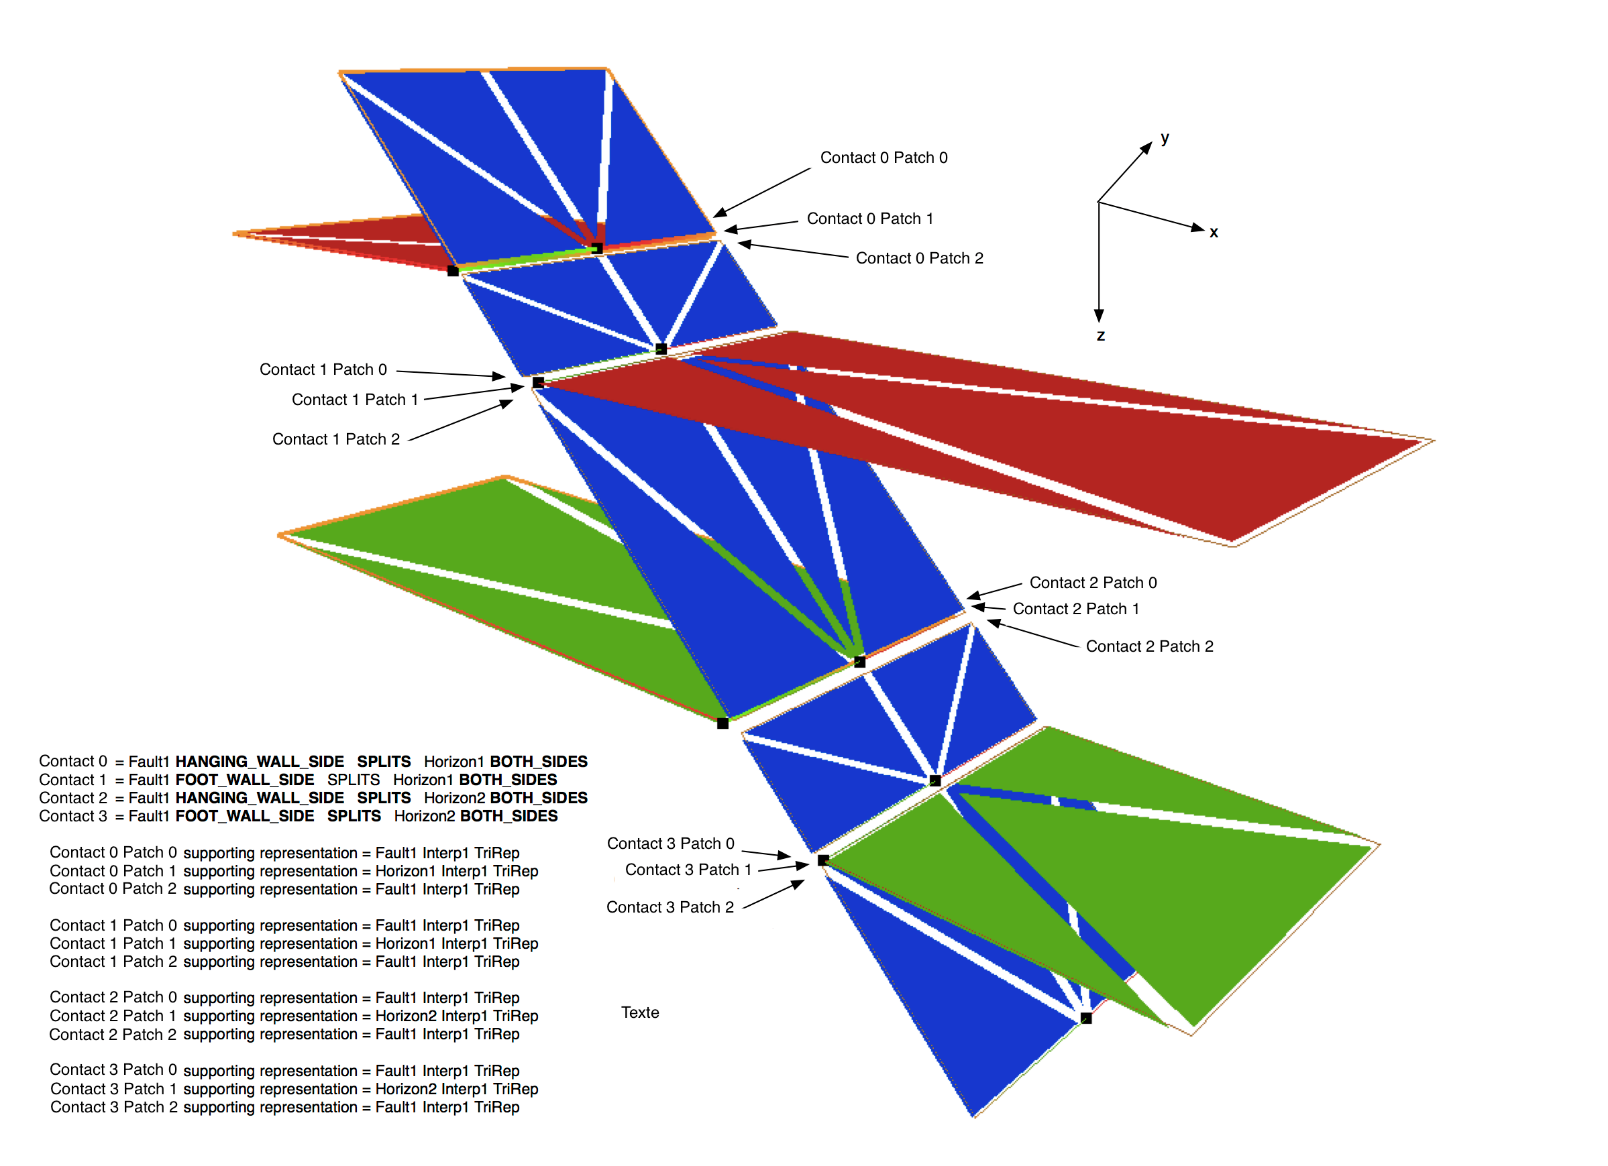 Contact 0 Patch 0
Contact 0 Patch 1
Contact 0 Patch 2
y
x
z
Contact 1 Patch 0
Contact 1 Patch 1
Contact 1 Patch 2
Contact 2 Patch 0
Contact 2 Patch 1
Contact 2 Patch 2
Contact 0 = Fault1 HANGING_WALL_SIDE SPLITS Horizon1 BOTH_SIDES
Contact 1 = Fault1 FOOT_WALL_SIDE SPLITS Horizon1 BOTH_SIDES
Contact 2 = Fault1 HANGING_WALL_SIDE SPLITS Horizon2 BOTH_SIDES
Contact 3 = Fault1 FOOT_WALL_SIDE SPLITS Horizon2 BOTH_SIDES
Contact 3 Patch 0
Contact 3 Patch 1
Contact 3 Patch 2
Contact 0 Patch 0 supporting representation = Fault1 Interp1 TriRep
Contact 0 Patch 1 supporting representation = Horizon1 Interp1 TriRep
Contact 0 Patch 2 supporting representation = Fault1 Interp1 TriRep
Contact 1 Patch 0 supporting representation = Fault1 Interp1 TriRep
Contact 1 Patch 1 supporting representation = Horizon1 Interp1 TriRep
Contact 1 Patch 2 supporting representation = Fault1 Interp1 TriRep
Contact 2 Patch 0 supporting representation = Fault1 Interp1 TriRep
Contact 2 Patch 1 supporting representation = Horizon2 Interp1 TriRep
Contact 2 Patch 2 supporting representation = Fault1 Interp1 TriRep
Texte
Contact 3 Patch 0 supporting representation = Fault1 Interp1 TriRep
Contact 3 Patch 1 supporting representation = Horizon2 Interp1 TriRep
Contact 3 Patch 2 supporting representation = Fault1 Interp1 TriRep